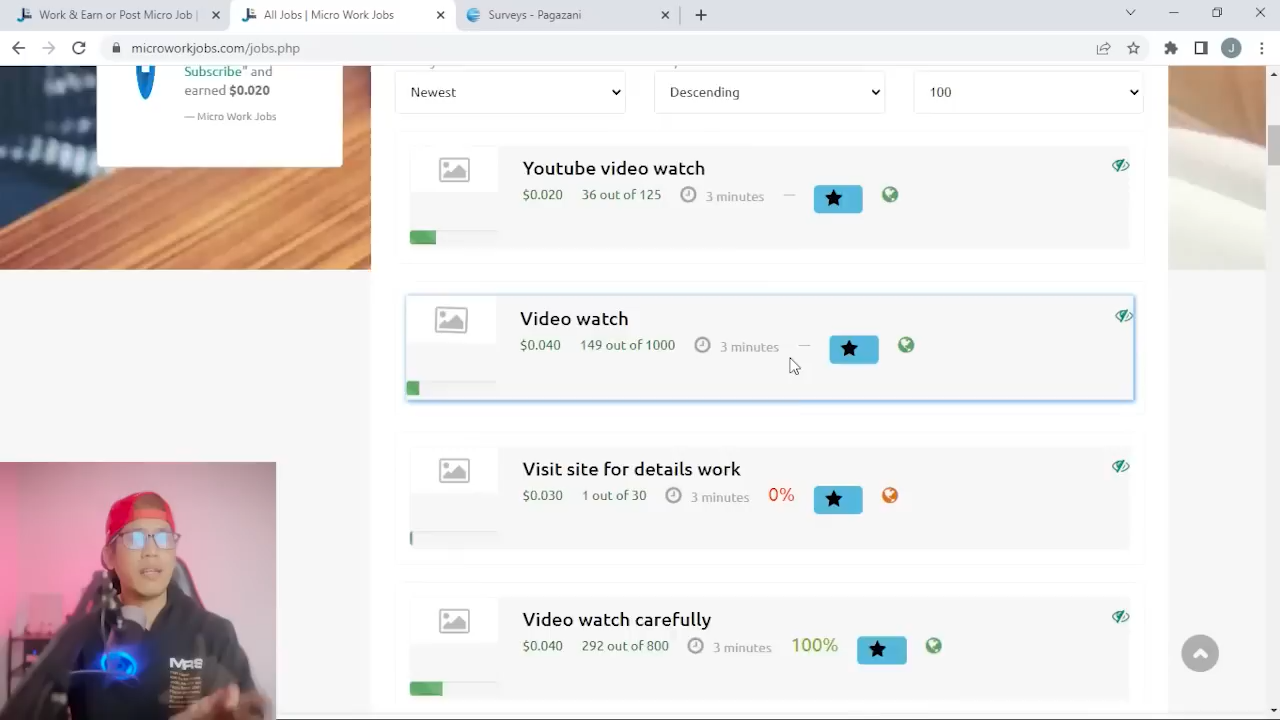 Work & Earn or Post Micro Job |
All Jobs | Micro Work Jobs
Surveys - Pagazani
microworkjobs.com/jobs.php
J
Subscribe" and
earned $0.020
— Micro Work Jobs
Newest
Descending
100
Youtube video watch
$0.020 36 out of 125 3 minutes —
Video watch
$0.040 149 out of 1000 3 minutes —
Visit site for details work
$0.030 1 out of 30 3 minutes 0%
Video watch carefully
$0.040 292 out of 800 3 minutes 100%